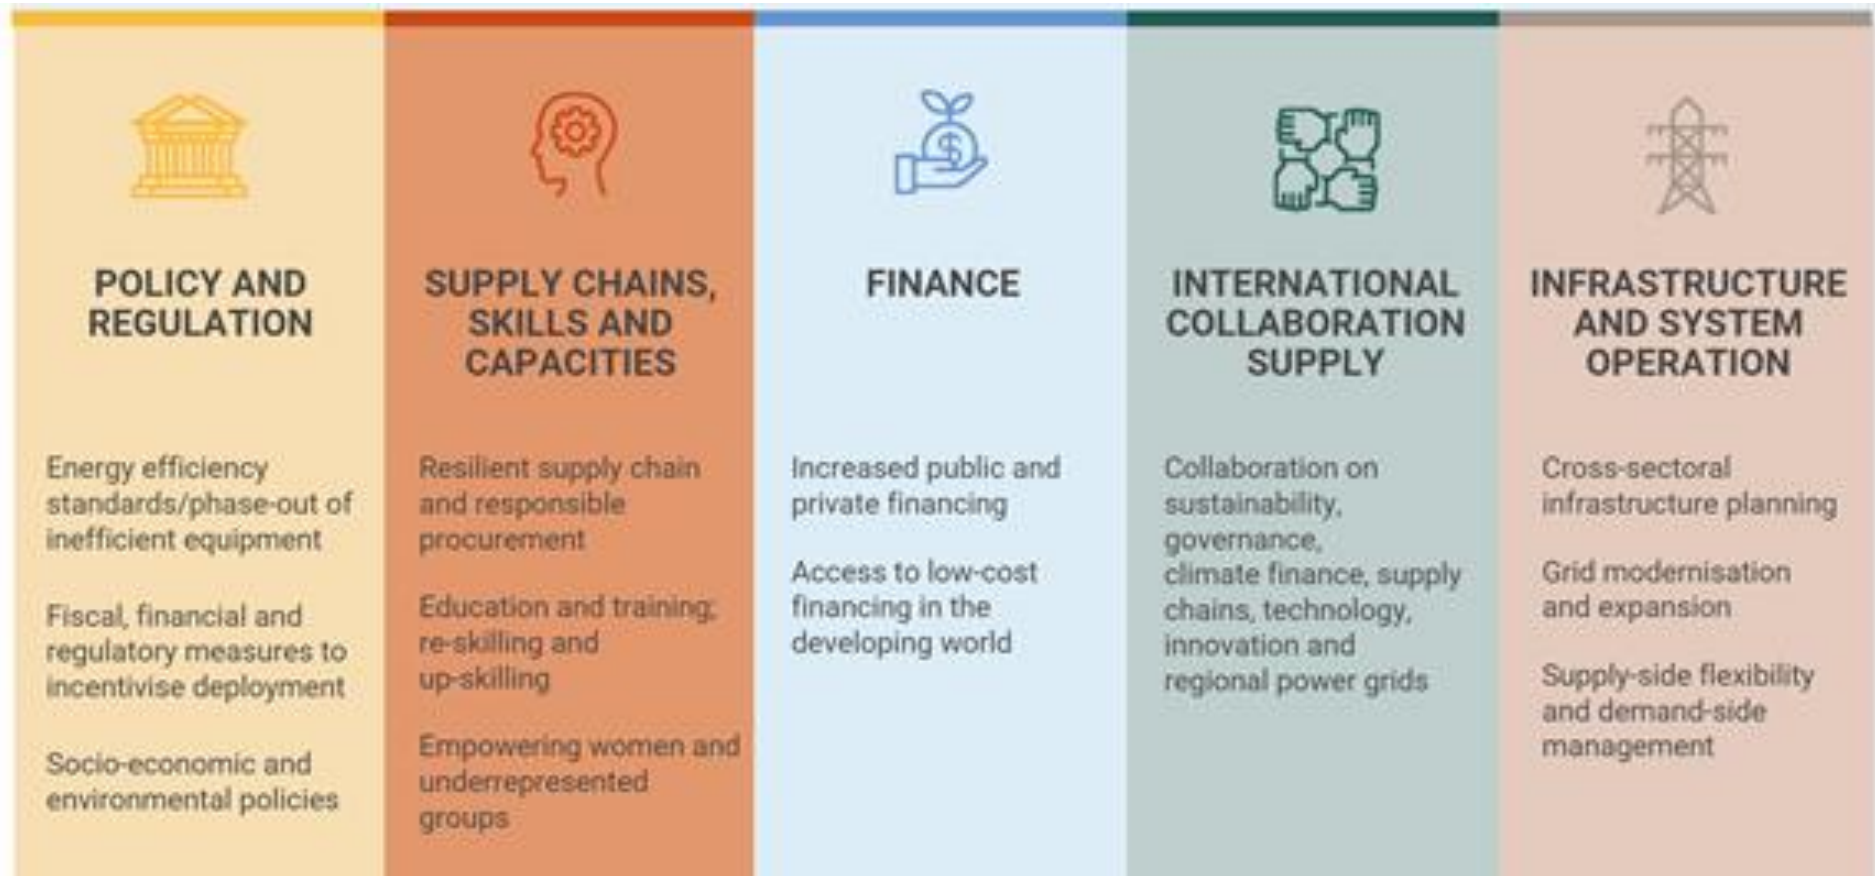 POLICY AND
REGULATION
Energy efficiency
standards/phase-out of
inefficient equipment
Fiscal, financial and
regulatory measures to
incentivise deployment
Socio-economic and
environmental policies
SUPPLY CHAINS,
SKILLS AND
CAPACITIES
Resilient supply chain
and responsible
procurement
Education and training;
re-skilling and
up-skilling
Empowering women and
underrepresented
groups
FINANCE
Increased public and
private financing
Access to low-cost
financing in the
developing world
INTERNATIONAL
COLLABORATION
SUPPLY
Collaboration on
sustainability,
governance,
climate finance, supply
chains, technology,
innovation and
regional power grids
INFRASTRUCTURE
AND SYSTEM
OPERATION
Cross-sectoral
infrastructure planning
Grid modernisation
and expansion
Supply-side flexibility
and demand-side
management